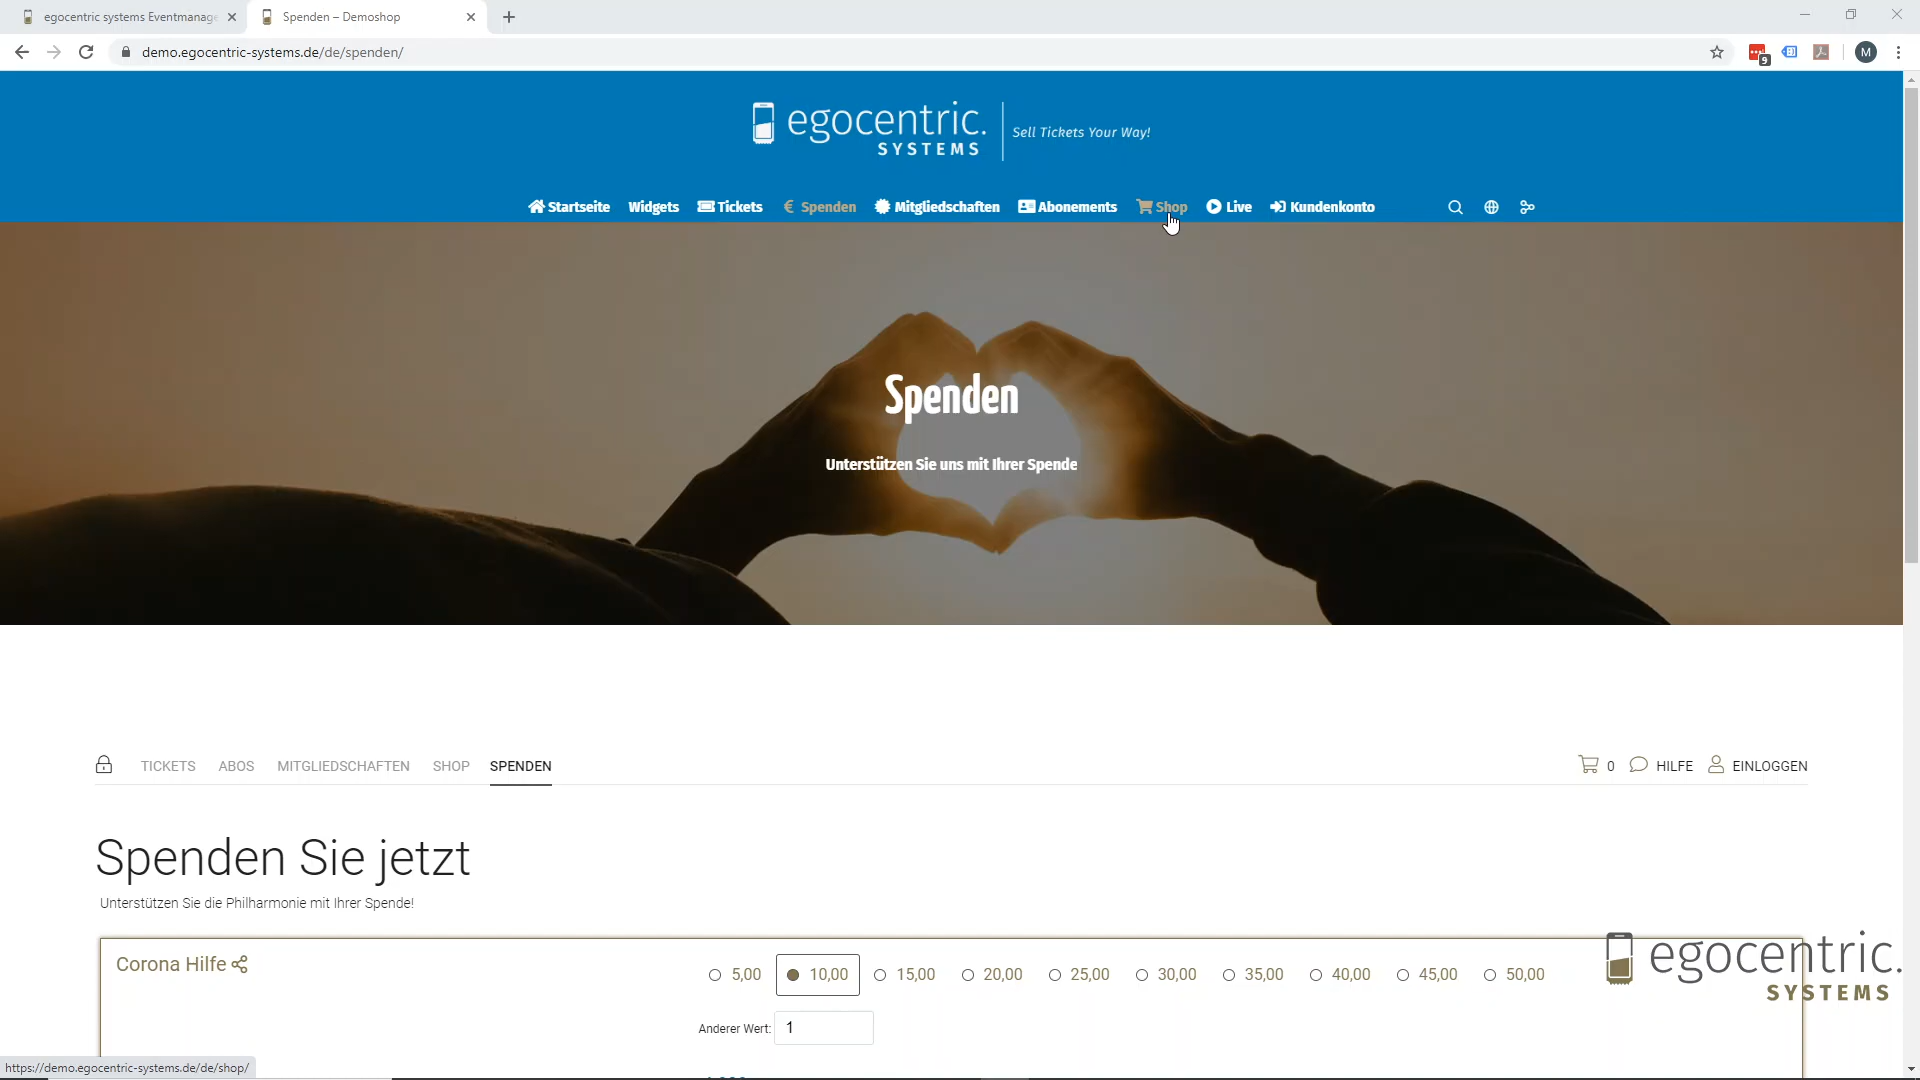 egocentric systems Eventmanage
Spenden – Demoshop
demo.egocentric-systems.de/de/spenden/
9
M
egocentric.
SYSTEMS
Sell Tickets Your Way!
Startseite Widgets Tickets € Spenden Mitgliedschaften Abonements Shop Live Kundenkonto
Spenden
Unterstützen Sie uns mit Ihrer Spende
TICKETS ABOS MITGLIEDSCHAFTEN SHOP SPENDEN 0 HILFE EINLOGGEN
Spenden Sie jetzt
Unterstützen Sie die Philharmonie mit Ihrer Spende!
Corona Hilfe
5,00 10,00 15,00 20,00 25,00 30,00 35,00 40,00 45,00 50,00
Anderer Wert: 1
egocentric.
SYSTEMS
https://demo.egocentric-systems.de/de/shop/